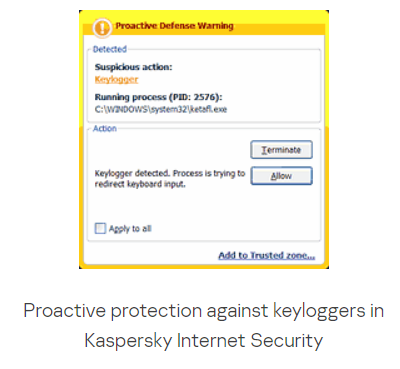 Proactive Defense Warning
Detected
Suspicious action:
Keylogger
Running process (PID: 2576):
C:\WINDOWS\system32\ketafl.exe
Action
Terminate
Keylogger detected. Process is trying to
redirect keyboard input.
Allow
Apply to all
Add to Trusted zone...
Proactive protection against keyloggers in
Kaspersky Internet Security